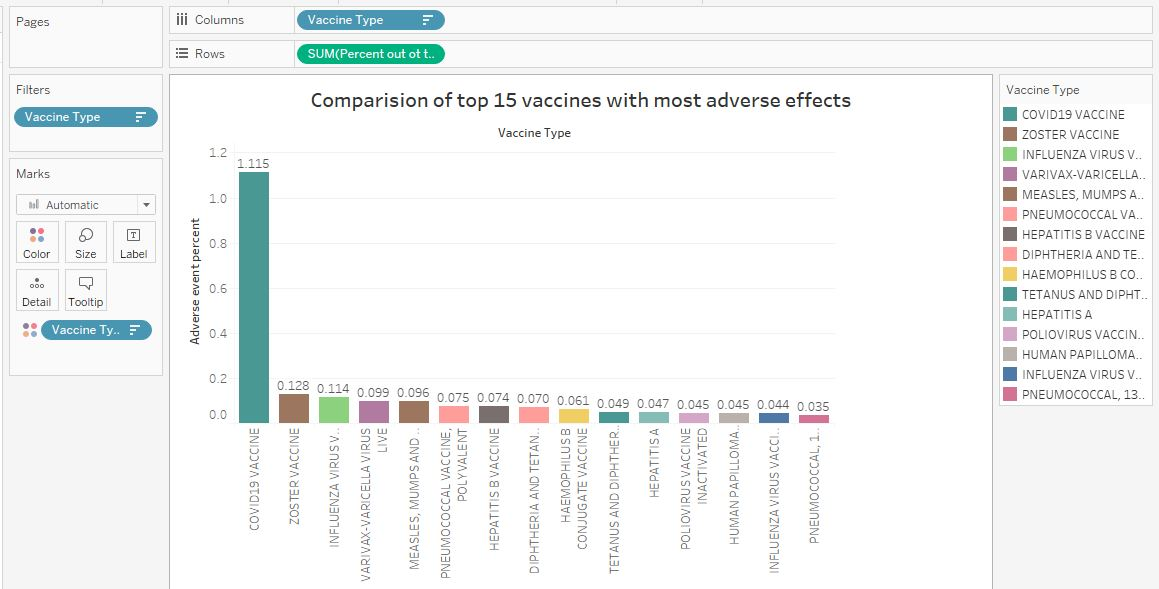 Pages
Columns
Vaccine Type
Rows
SUM(Percent out ot t..
Filters
Vaccine Type
Marks
Automatic
Color
Size
Label
Detail
Tooltip
Vaccine Ty..
Comparision of top 15 vaccines with most adverse effects
Vaccine Type
Adverse event percent
1.2
1.0
0.8
0.6
0.4
0.2
0.0
1.115
0.128
0.114
0.099
0.096
0.075
0.074
0.070
0.061
0.049
0.047
0.045
0.045
0.044
0.035
COVID19 VACCINE
ZOSTER VACCINE
INFLUENZA VIRUS V..
VARIVAX-VARICELLA VIRUS
LIVE
MEASLES, MUMPS AND ..
PNEUMOCOCCAL VACCINE,
POLYVALENT
HEPATITIS B VACCINE
DIPHTHERIA AND TETAN..
HAEMOPHILUS B
CONJUGATE VACCINE
TETANUS AND DIPHTHER..
HEPATITIS A
POLIOVIRUS VACCINE
INACTIVATED
HUMAN PAPILLOMA..
INFLUENZA VIRUS VACCI..
PNEUMOCOCCAL, 1..
Vaccine Type
COVID19 VACCINE
ZOSTER VACCINE
INFLUENZA VIRUS V..
VARIVAX-VARICELLA..
MEASLES, MUMPS A..
PNEUMOCOCCAL VA..
HEPATITIS B VACCINE
DIPHTHERIA AND TE..
HAEMOPHILUS B CO..
TETANUS AND DIPHT..
HEPATITIS A
POLIOVIRUS VACCIN..
HUMAN PAPILLOMA..
INFLUENZA VIRUS V..
PNEUMOCOCCAL, 13..